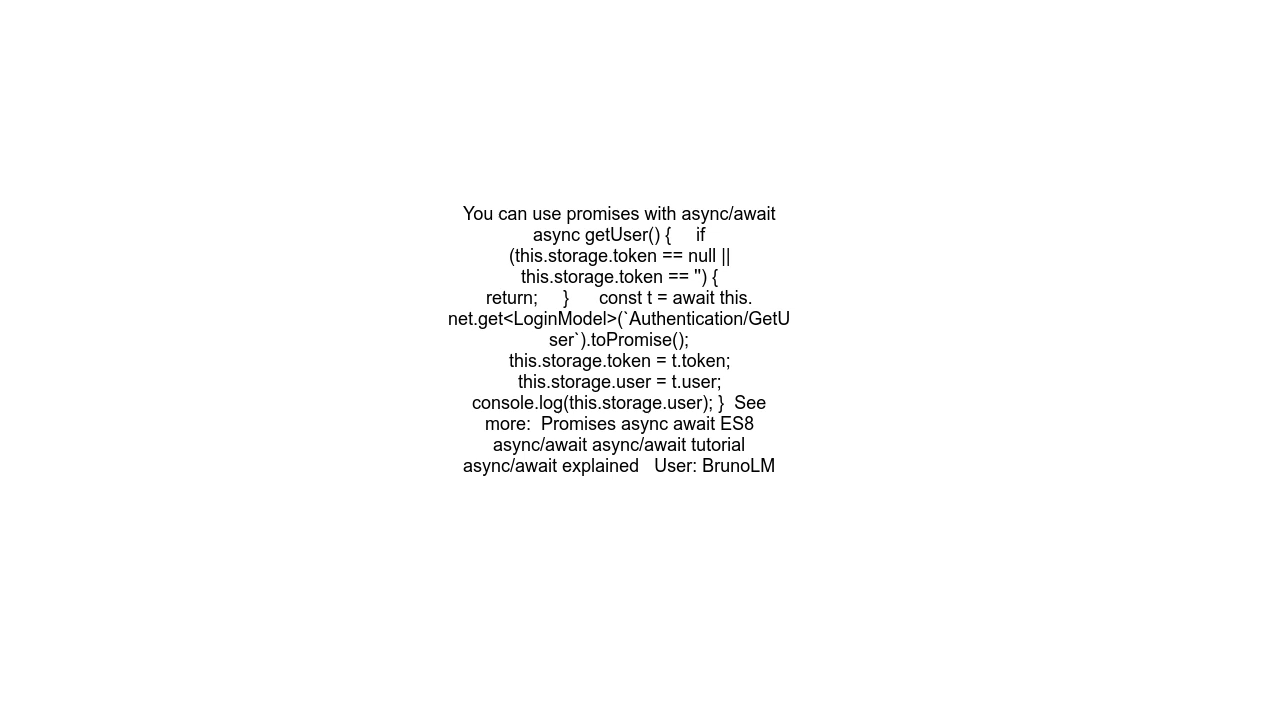 You can use promises with async/await
async getUser() {     if
(this.storage.token == null ||
this.storage.token == '') {
return;     }      const t = await this.
net.get<LoginModel>(`Authentication/GetU
ser`).toPromise();
this.storage.token = t.token;
this.storage.user = t.user;
console.log(this.storage.user); }  See
more:  Promises async await ES8
async/await async/await tutorial
async/await explained   User: BrunoLM